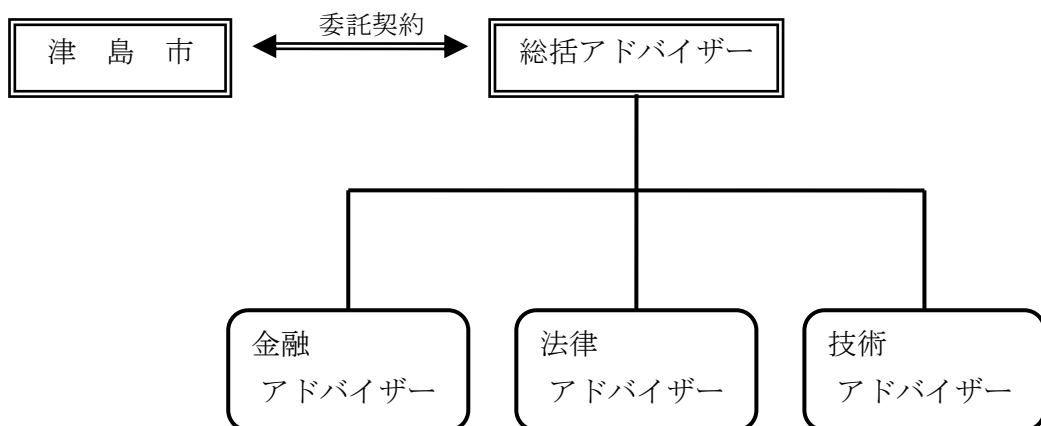 委託契約
津　島　市
総括アドバイザー
金融
アドバイザー
法律
アドバイザー
技術
アドバイザー